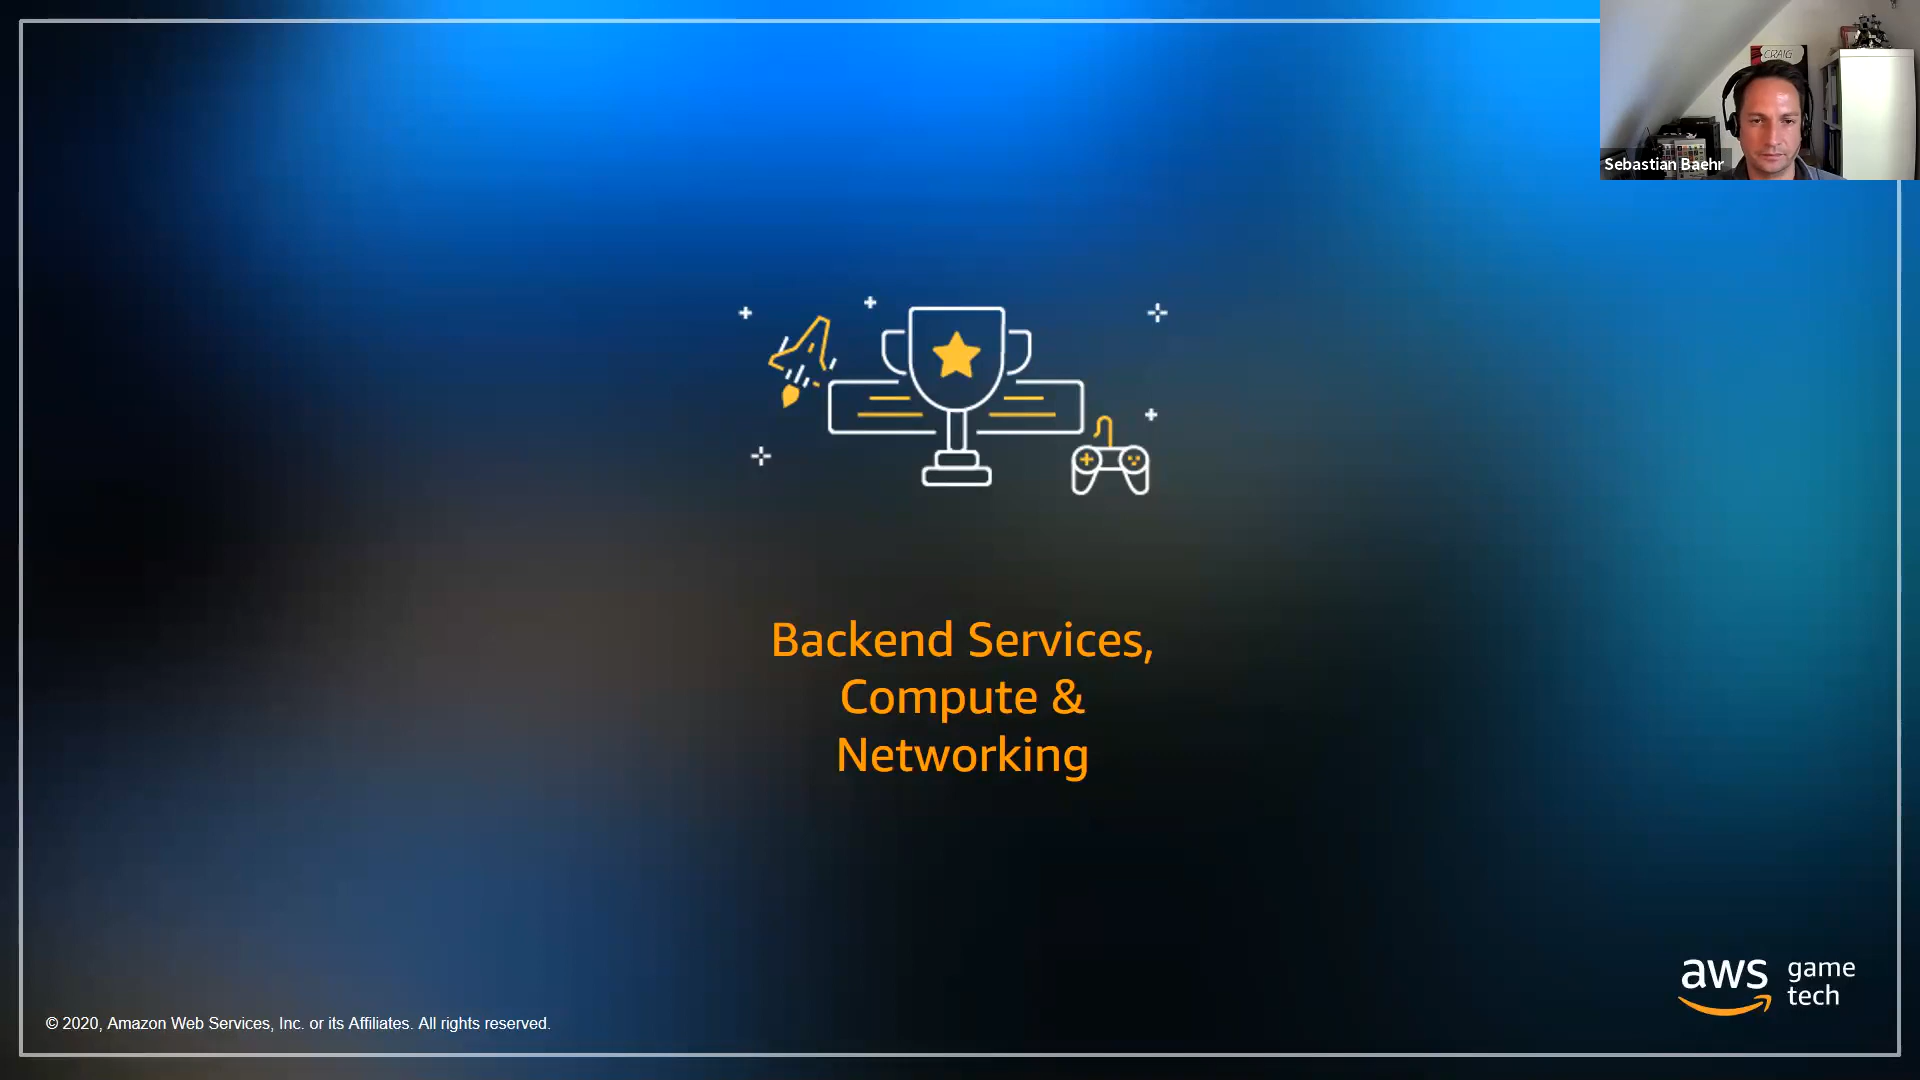 CRAIG
Sebastian Baehr
Backend Services,
Compute &
Networking
aws game
tech
© 2020, Amazon Web Services, Inc. or its Affiliates. All rights reserved.